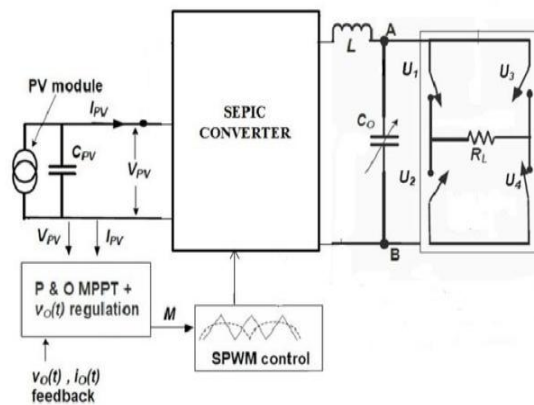 PV module
I_PV
C_PV
V_PV
SEPIC
CONVERTER
L
A
C_O
B
U_1
U_3
R_L
U_2
U_4
V_PV
I_PV
P & O MPPT +
v_O(t) regulation
M
SPWM control
v_O(t) , i_O(t)
feedback